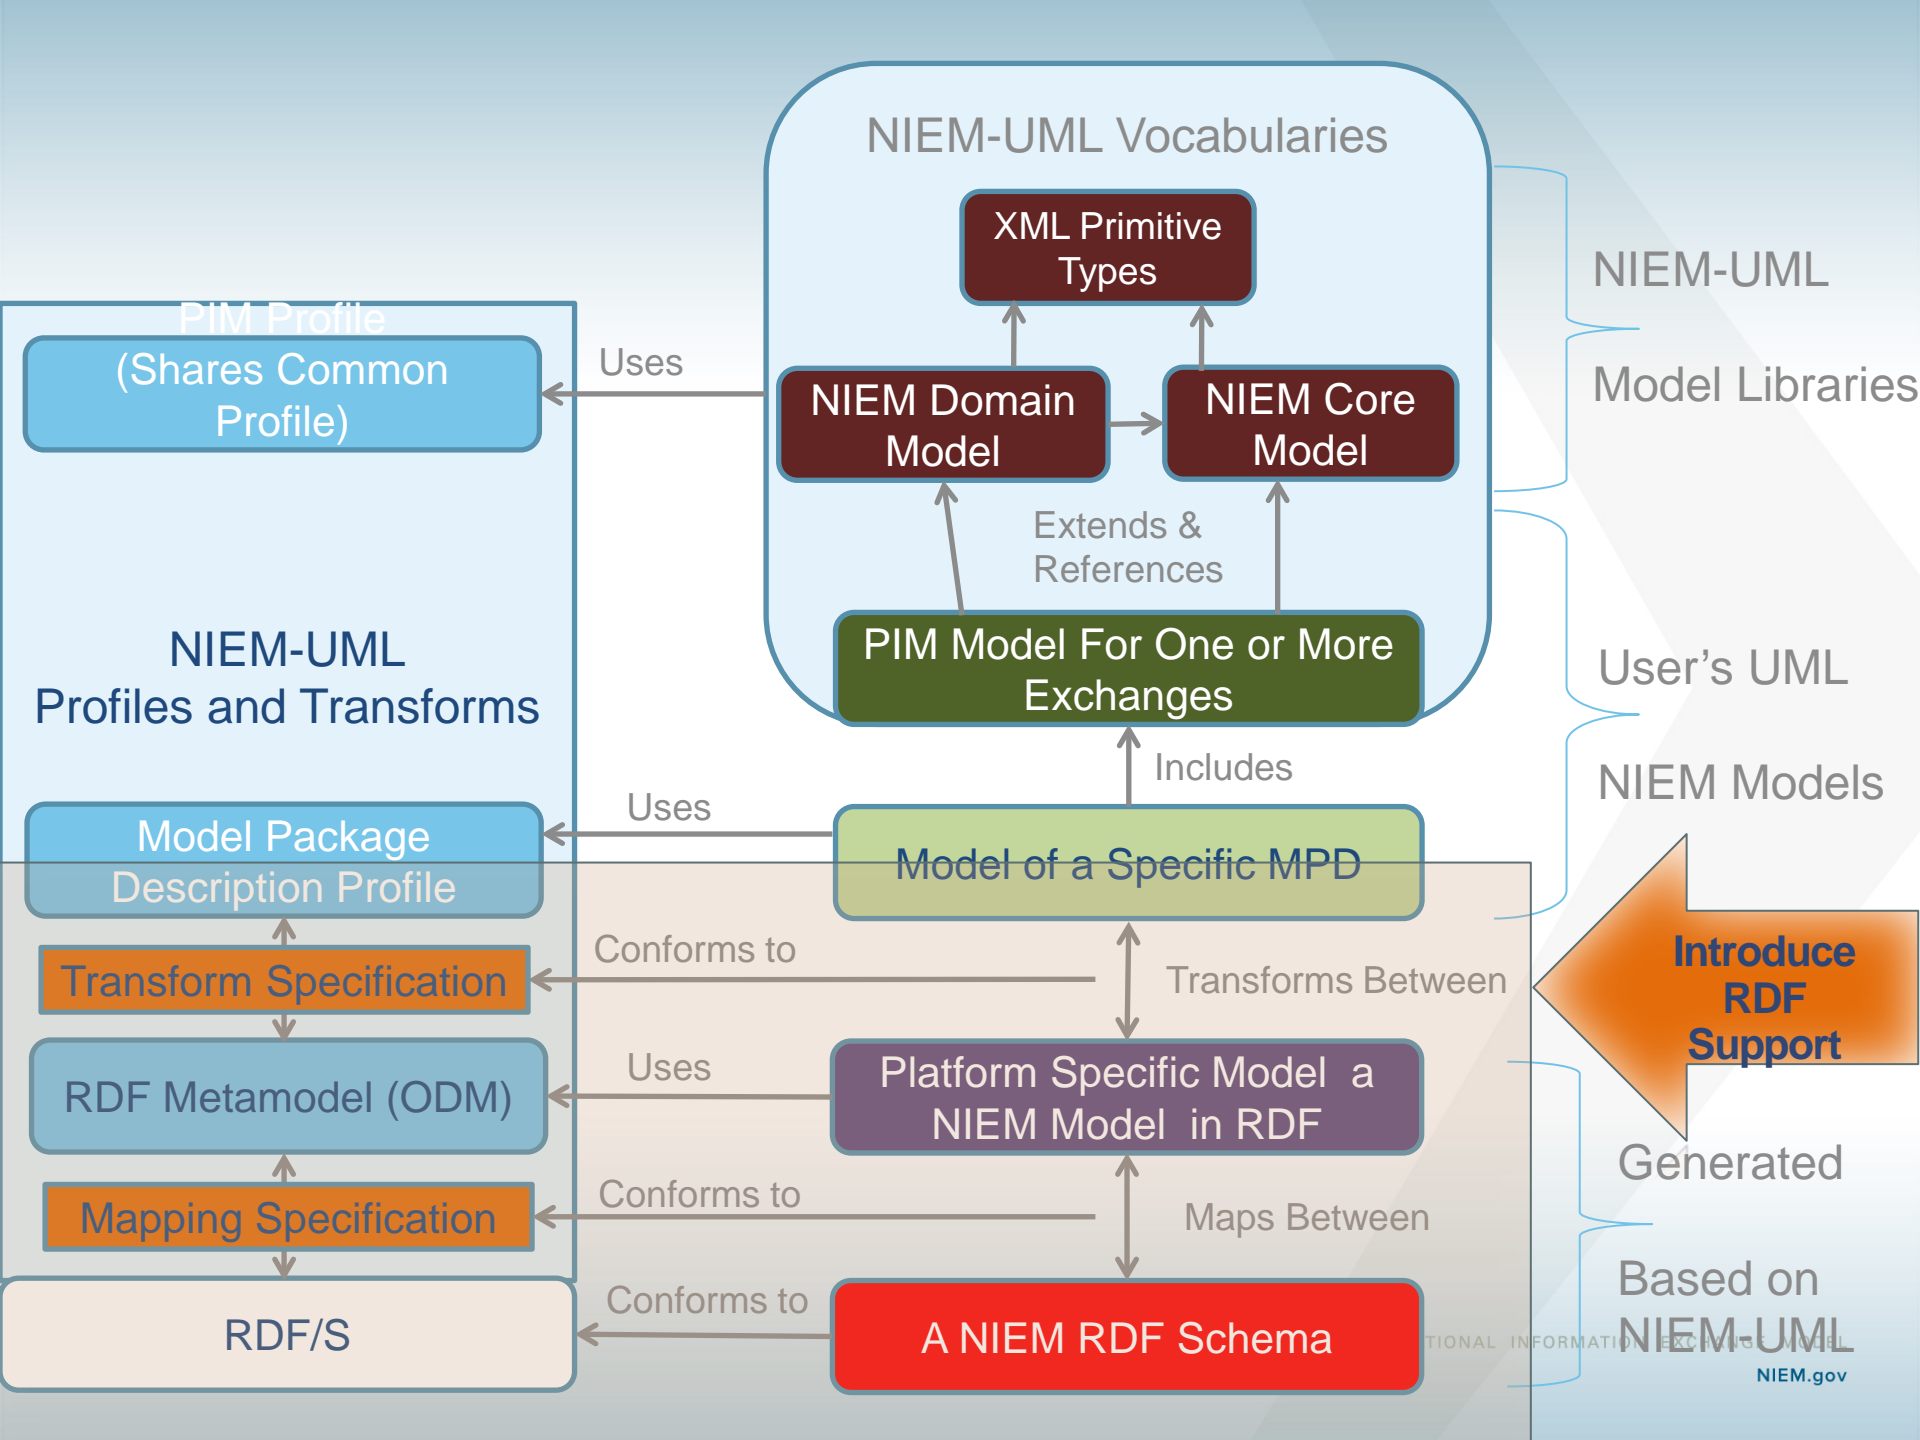 NIEM-UML Vocabularies
XML Primitive
Types
NIEM-UML
Model Libraries
PIM Profile
(Shares Common
Profile)
Uses
NIEM Domain
Model
NIEM Core
Model
Extends &
References
NIEM-UML
Profiles and Transforms
PIM Model For One or More
Exchanges
User's UML
NIEM Models
Includes
Uses
Model Package
Description Profile
Model of a Specific MPD
Conforms to
Transform Specification
Transforms Between
Introduce
RDF
Support
Uses
RDF Metamodel (ODM)
Platform Specific Model a
NIEM Model in RDF
Generated
Conforms to
Mapping Specification
Maps Between
Based on
NIEM-UML
Conforms to
RDF/S
A NIEM RDF Schema
TIONAL INFORMATION EXCHANGE MODEL
NIEM.gov